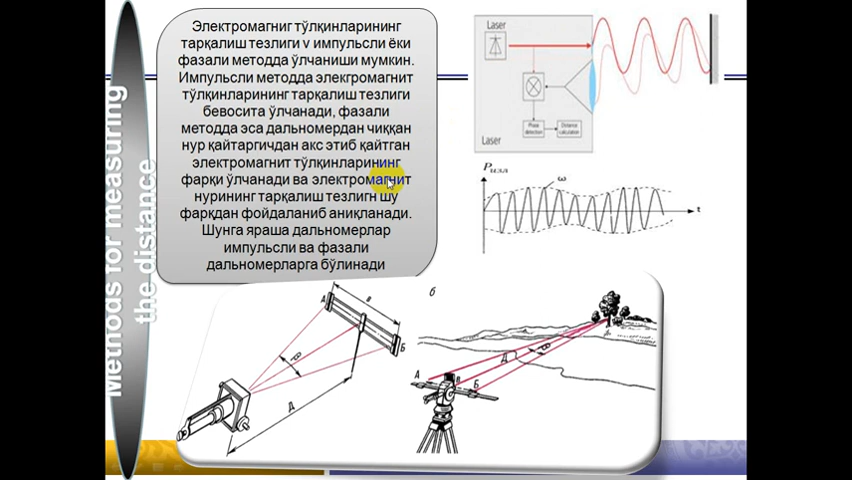 Methods for measuring
the distance
Электромагниг тўлқинларининг
тарқалиш тезлиги v импульсли ёки
фазали методда ўлчаниши мумкин.
Импульсли методда элекгромагнит
тўлқинларининг тарқалиш тезлиги
бевосита ўлчанади, фазали
методда эса дальномердан чиққан
нур қайтаргичдан акс этиб қайтган
электромагнит тўлқинларининг
фарқи ўлчанади ва электромагнит
нурининг тарқалиш тезлигн шу
фарқдан фойдаланиб аниқланади.
Шунга яраша дальномерлар
импульсли ва фазали
дальномерларга бўлинади
Laser
Phase detection
Distance calculation
Laser
Pизл
ω
t
А
в
Б
β
Д
б
Д
β
А
В
Б